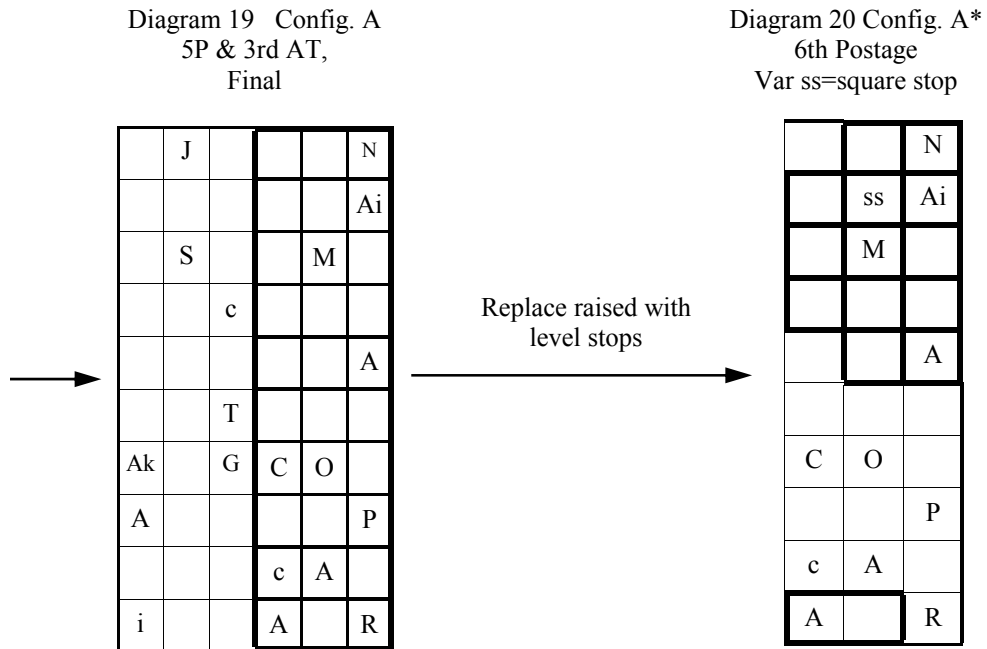 Diagram 19 Config. A
5P & 3rd AT,
Final
Diagram 20 Config. A*
6th Postage
Var ss=square stop
J N
Ai
S M
c
A
T
Ak G C O
A P
c A
i A R
Replace raised with
level stops
N
ss Ai
M
A
C O
P
c A
A R